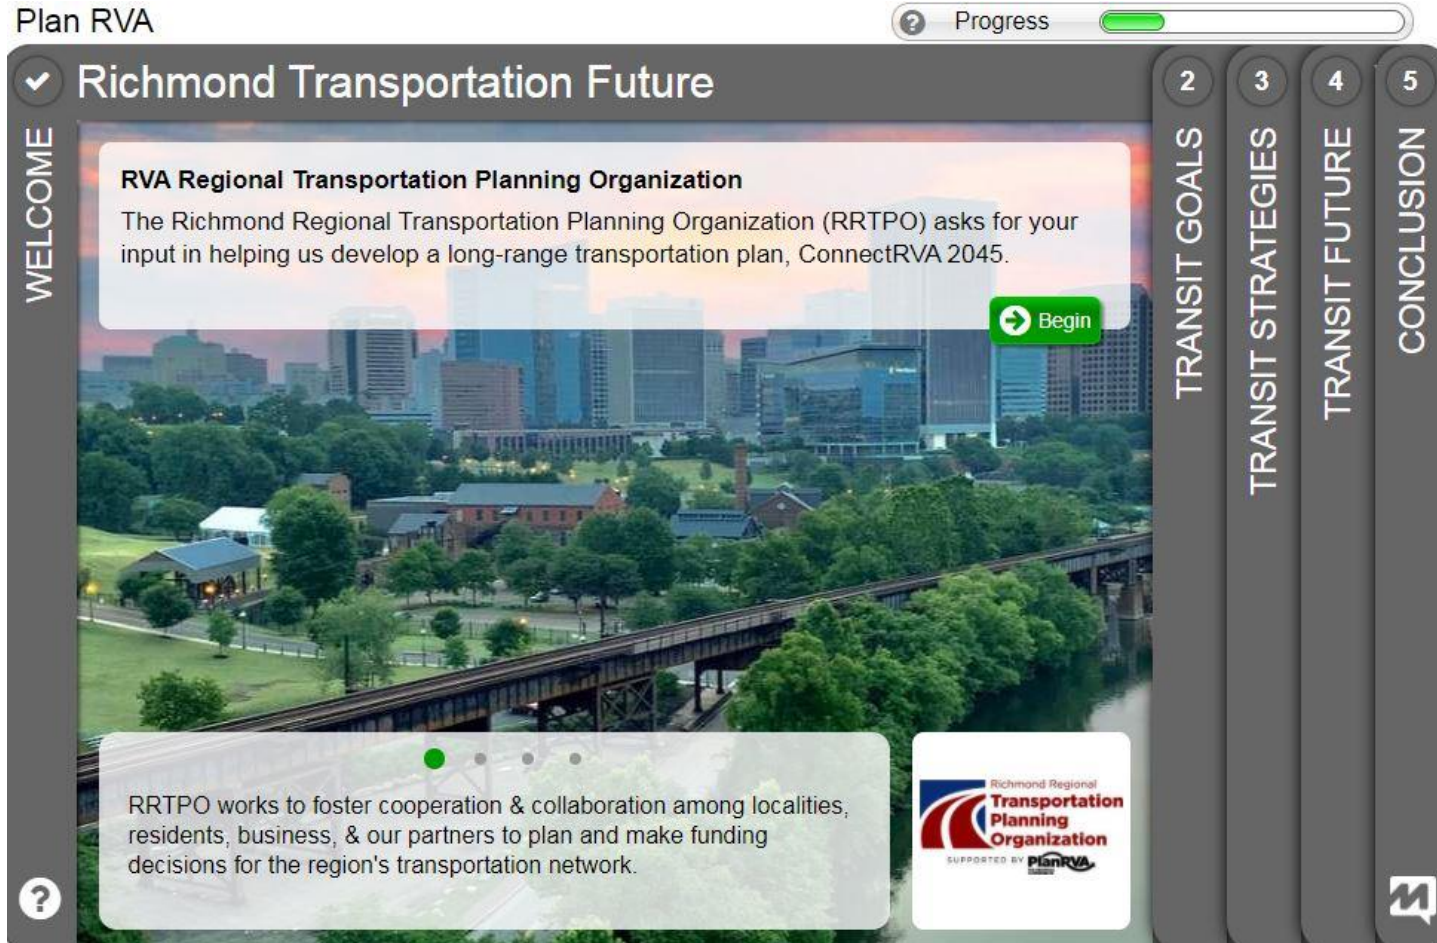 Plan RVA
Progress
Richmond Transportation Future
WELCOME
RVA Regional Transportation Planning Organization
The Richmond Regional Transportation Planning Organization (RRTPO) asks for your
input in helping us develop a long-range transportation plan, ConnectRVA 2045.
Begin
RRTPO works to foster cooperation & collaboration among localities,
residents, business, & our partners to plan and make funding
decisions for the region's transportation network.
Richmond Regional
Transportation
Planning
Organization
SUPPORTED BY PlanRVA
2
TRANSIT GOALS
3
TRANSIT STRATEGIES
4
TRANSIT FUTURE
5
CONCLUSION